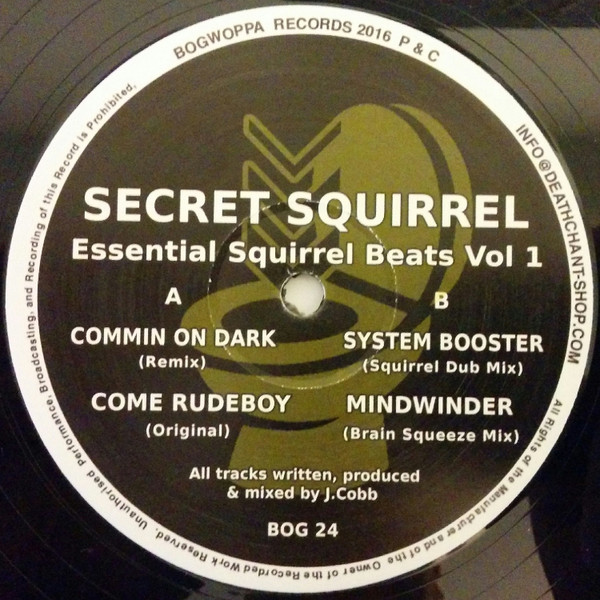 BOGWOPPA RECORDS 2016 P & C
INFO@DEATHCHANT-SHOP.COM
SECRET SQUIRREL
Essential Squirrel Beats Vol 1
A
B
COMMIN ON DARK
(Remix)
SYSTEM BOOSTER
(Squirrel Dub Mix)
COME RUDEBOY
(Original)
MINDWINDER
(Brain Squeeze Mix)
All tracks written, produced
& mixed by J.Cobb
BOG 24
All Rights of the Manufacturer and of the Owner of the Recorded Work Reserved. Unauthorised Performance, Broadcasting, and Recording of this Record is Prohibited.